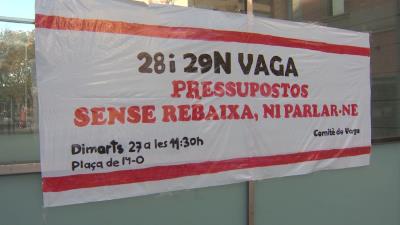 28 i 29N VAGA
PRESSUPOSTOS
SENSE REBAIXA, NI PARLAR-NE
Comitè de Vaga
Dimarts 27 a les 11:30h
Plaça de 1-O